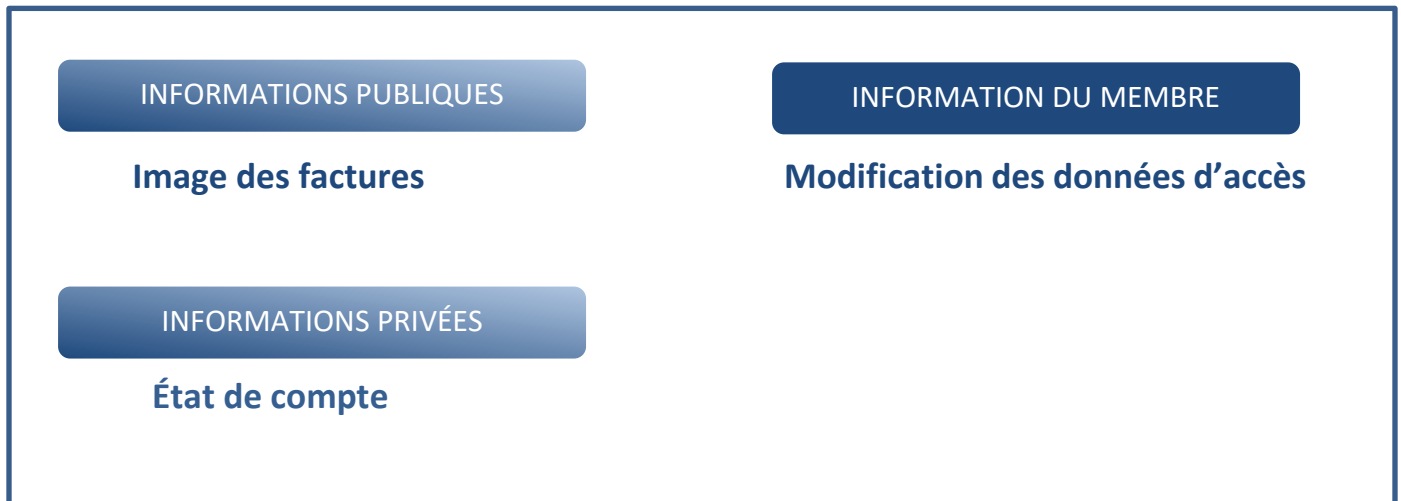 INFORMATIONS PUBLIQUES
Image des factures
INFORMATIONS PRIVÉES
État de compte
INFORMATION DU MEMBRE
Modification des données d’accès